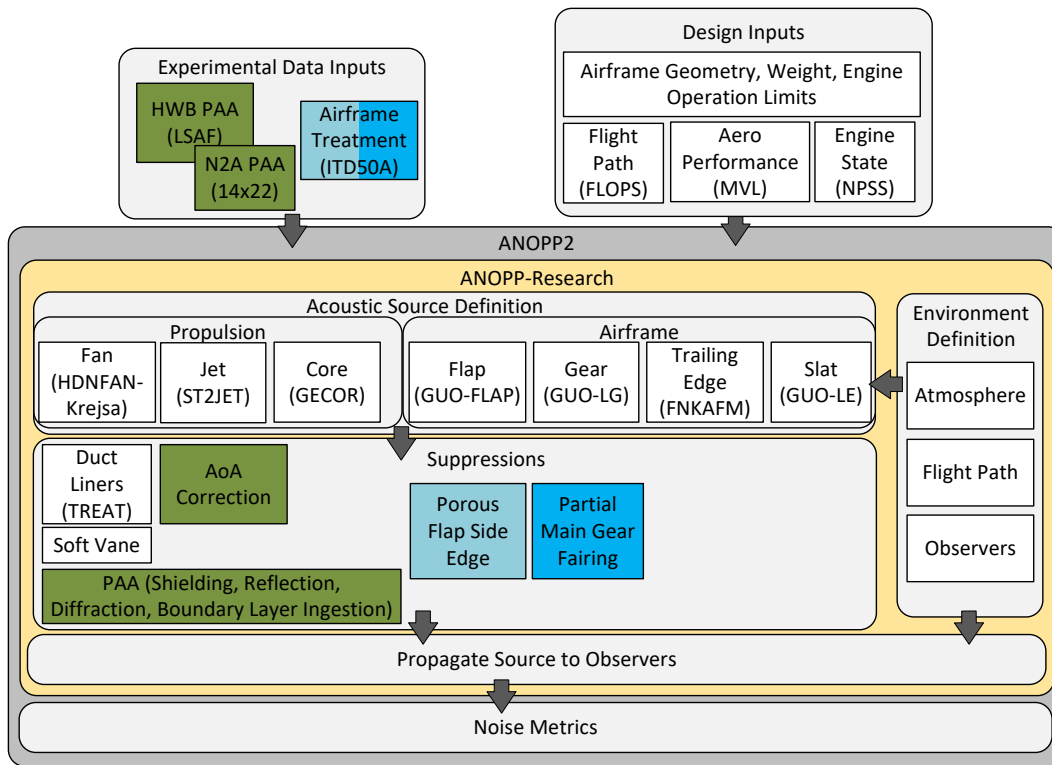 Experimental Data Inputs
HWB PAA
(LSAF)
N2A PAA
(14x22)
Airframe
Treatment
(ITD50A)
Design Inputs
Airframe Geometry, Weight, Engine
Operation Limits
Flight
Path
(FLOPS)
Aero
Performance
(MVL)
Engine
State
(NPSS)
ANOPP2
ANOPP-Research
Acoustic Source Definition
Propulsion
Fan
(HDNFAN-
Krejsa)
Jet
(ST2JET)
Core
(GECOR)
Airframe
Flap
(GUO-FLAP)
Gear
(GUO-LG)
Trailing
Edge
(FNKAFM)
Slat
(GUO-LE)
Environment
Definition
Atmosphere
Flight Path
Observers
Suppressions
Duct
Liners
(TREAT)
AoA
Correction
Soft Vane
Porous
Flap Side
Edge
Partial
Main Gear
Fairing
PAA (Shielding, Reflection,
Diffraction, Boundary Layer Ingestion)
Propagate Source to Observers
Noise Metrics